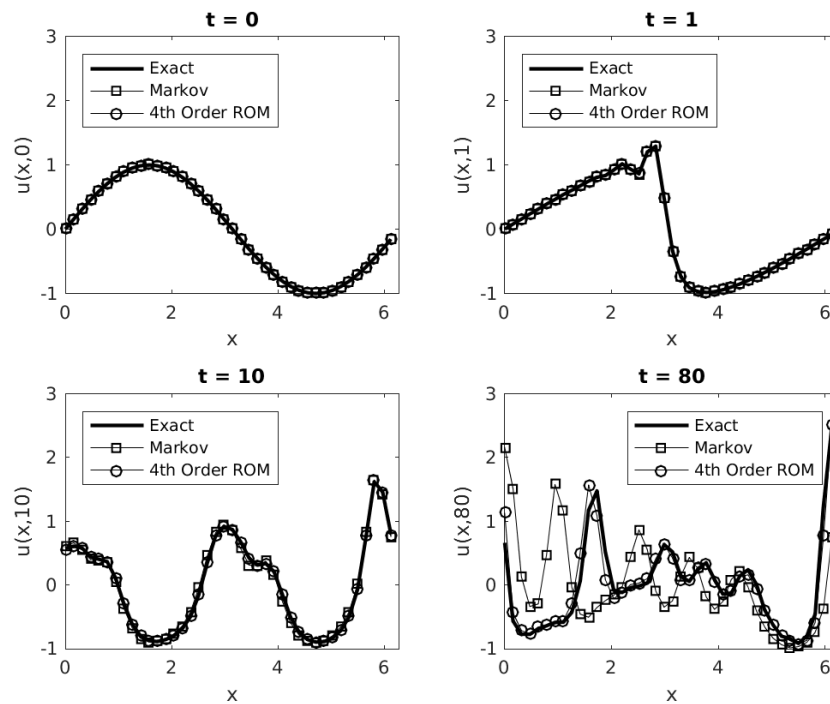 t = 0
3
2
1
0
-1
u(x,0)
Exact
Markov
4th Order ROM
0
2
4
6
x
t = 1
3
2
1
0
-1
u(x,1)
Exact
Markov
4th Order ROM
0
2
4
6
x
t = 10
3
2
1
0
-1
u(x,10)
Exact
Markov
4th Order ROM
0
2
4
6
x
t = 80
3
2
1
0
-1
u(x,80)
Exact
Markov
4th Order ROM
0
2
4
6
x